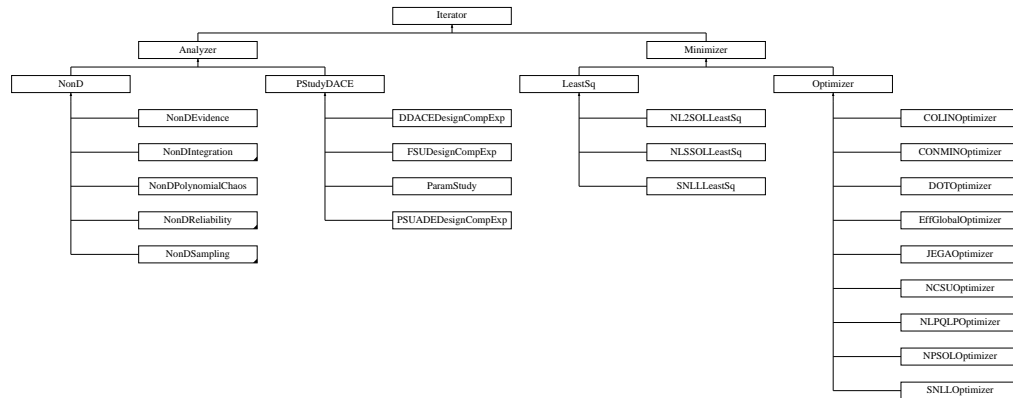 Iterator
Analyzer
Minimizer
NonD
PStudyDACE
LeastSq
Optimizer
NonDEvidence
DDACEDesignCompExp
NL2SOLLeastSq
COLINOptimizer
NonDIntegration
FSUDesignCompExp
NLSSOLLeastSq
CONMINOptimizer
NonDPolynomialChaos
ParamStudy
SNLLLeastSq
DOTOptimizer
NonDReliability
PSUADEDesignCompExp
EffGlobalOptimizer
NonDSampling
JEGAOptimizer
NCSUOptimizer
NLPQLPOptimizer
NPSOLOptimizer
SNLLOptimizer